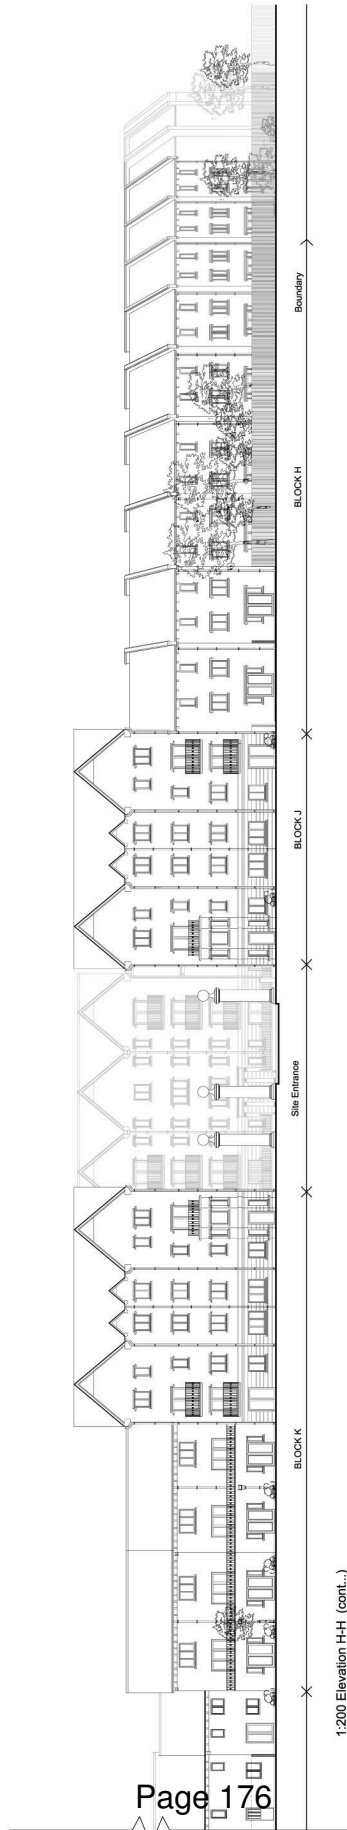 BLOCK K
Site Entrance
BLOCK J
BLOCK H
Boundary
1:200 Elevation H-H (cont...)
Page 176